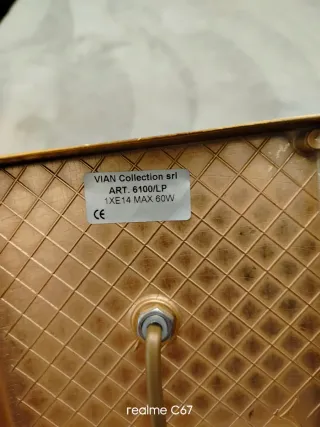 VIAN Collection srl
ART. 6100/LP
1XE14 MAX 60W
CE
realme C67